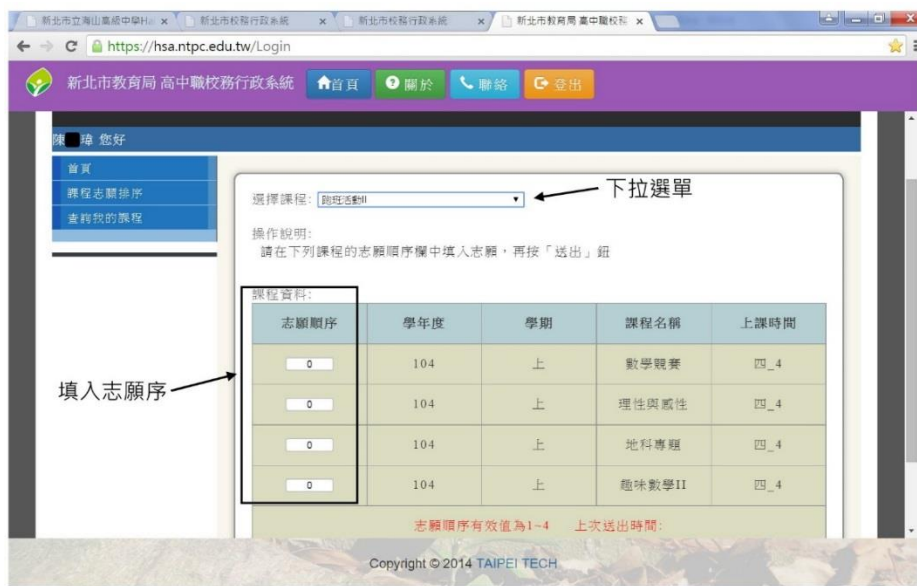 新北市立海山高級中學Ha
新北市校務行政系統
新北市校務行政系統
新北市教育局 高中職校務
https://hsa.ntpc.edu.tw/Login
新北市教育局 高中職校務行政系統
首頁
關於
聯絡
登出
陳 瑋 您好
首頁
課程志願排序
查詢我的課程
選擇課程: 跑班活動II
下拉選單
操作說明:
請在下列課程的志願順序欄中填入志願,再按「送出」鈕
課程資料:
志願順序 學年度 學期 課程名稱 上課時間
0 104 上 數學競賽 四_4
填入志願序
0 104 上 理性與感性 四_4
0 104 上 地科專題 四_4
0 104 上 趣味數學II 四_4
志願順序有效值為1~4 上次送出時間:
Copyright © 2014 TAIPEI TECH